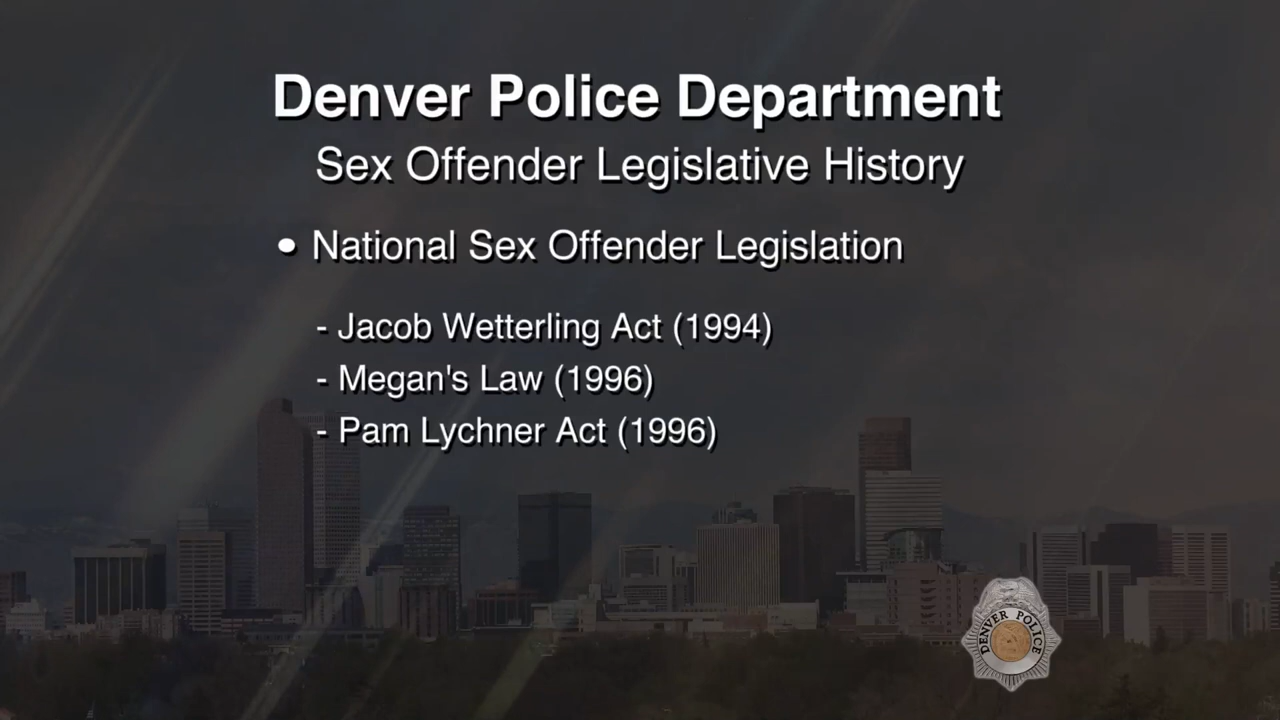 Denver Police Department
Sex Offender Legislative History
• National Sex Offender Legislation
- Jacob Wetterling Act (1994)
- Megan's Law (1996)
- Pam Lychner Act (1996)
DENVER POLICE